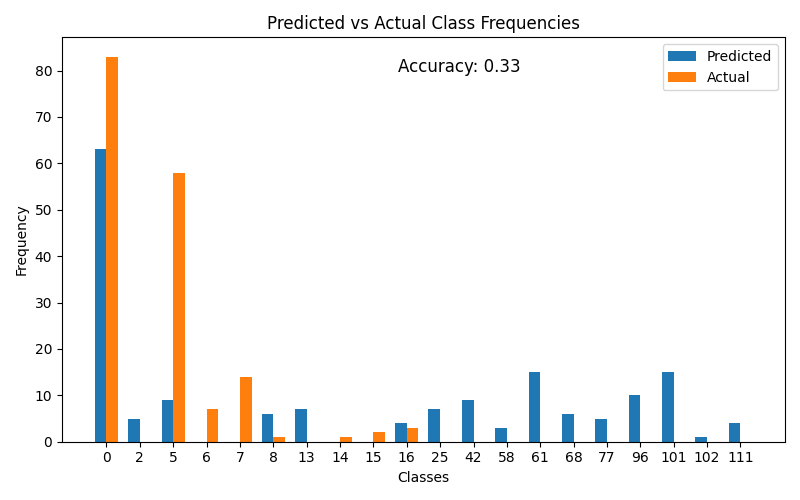 Predicted vs Actual Class Frequencies
Accuracy: 0.33
Predicted
Actual
Frequency
80
70
60
50
40
30
20
10
0
0 2 5 6 7 8 13 14 15 16 25 42 58 61 68 77 96 101 102 111
Classes